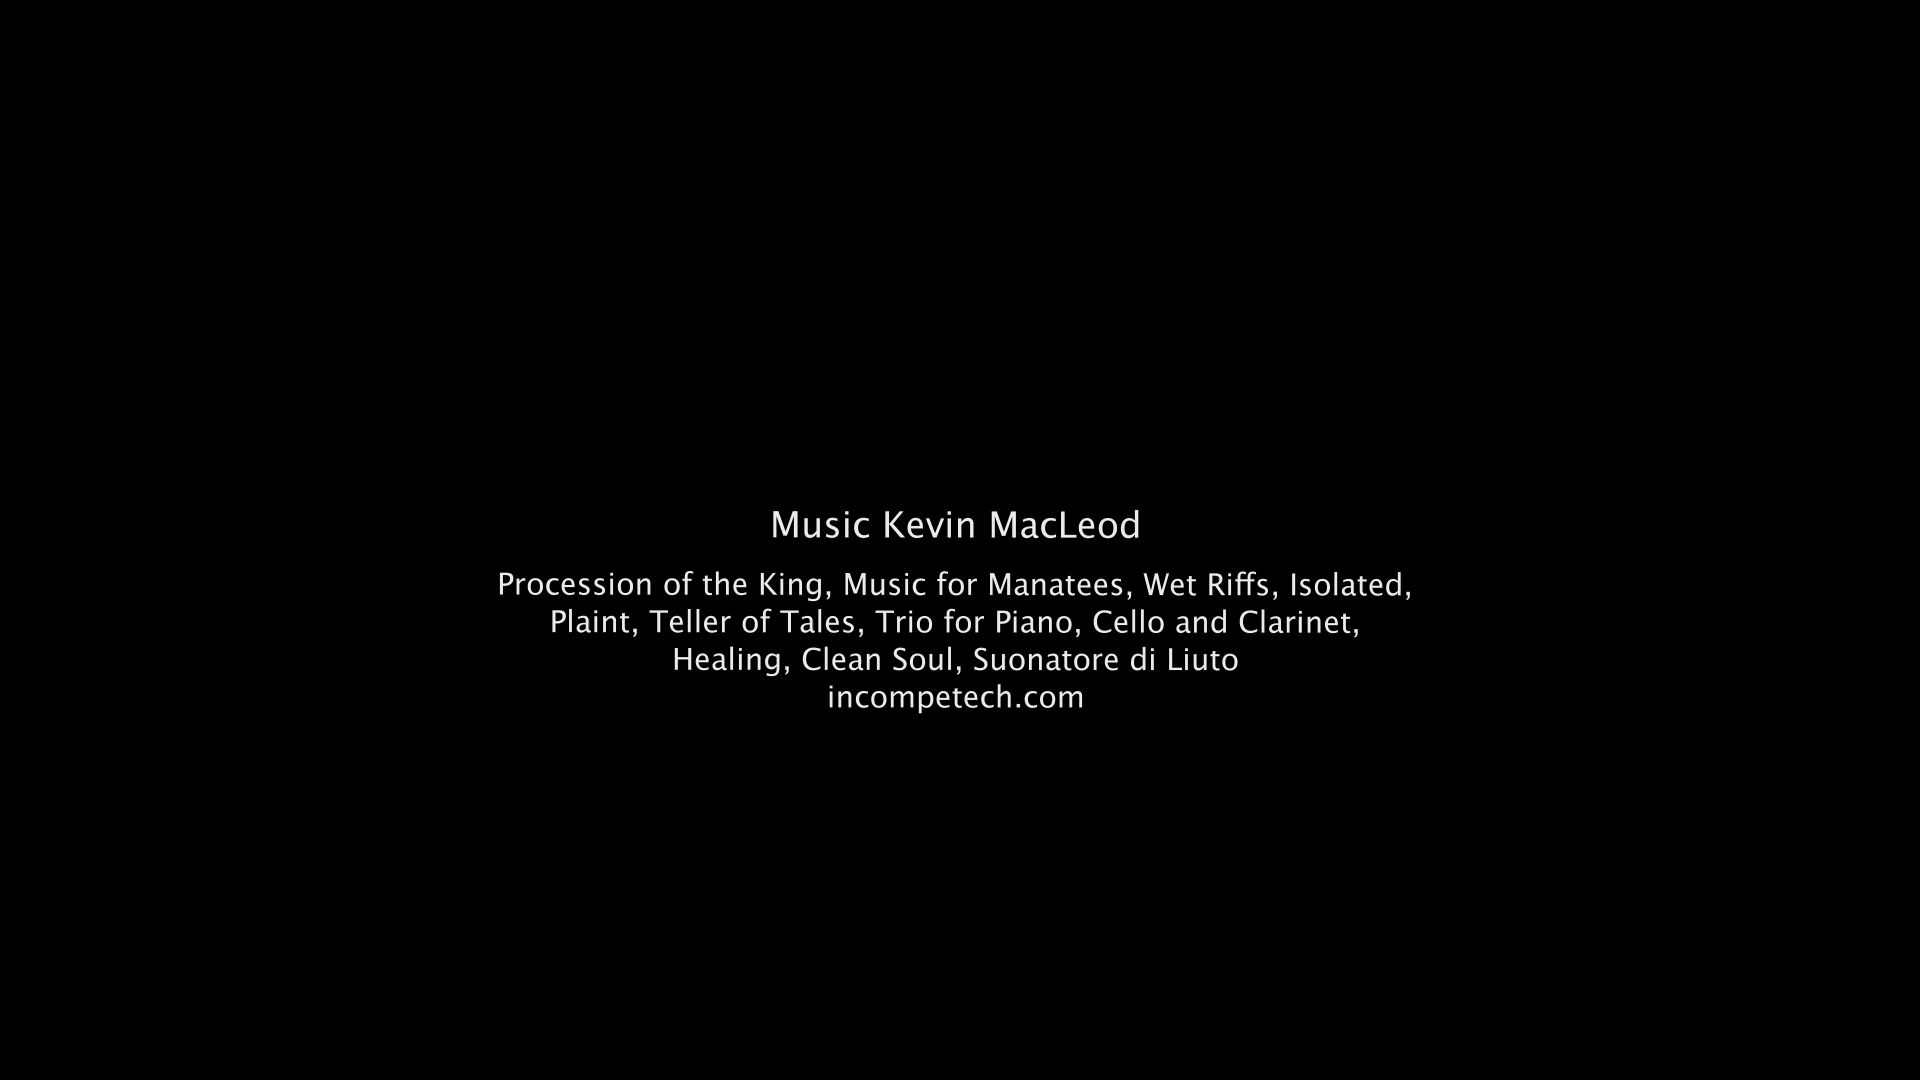 Music Kevin MacLeod
Procession of the King, Music for Manatees, Wet Riffs, Isolated,
Plaint, Teller of Tales, Trio for Piano, Cello and Clarinet,
Healing, Clean Soul, Suonatore di Liuto
incompetech.com